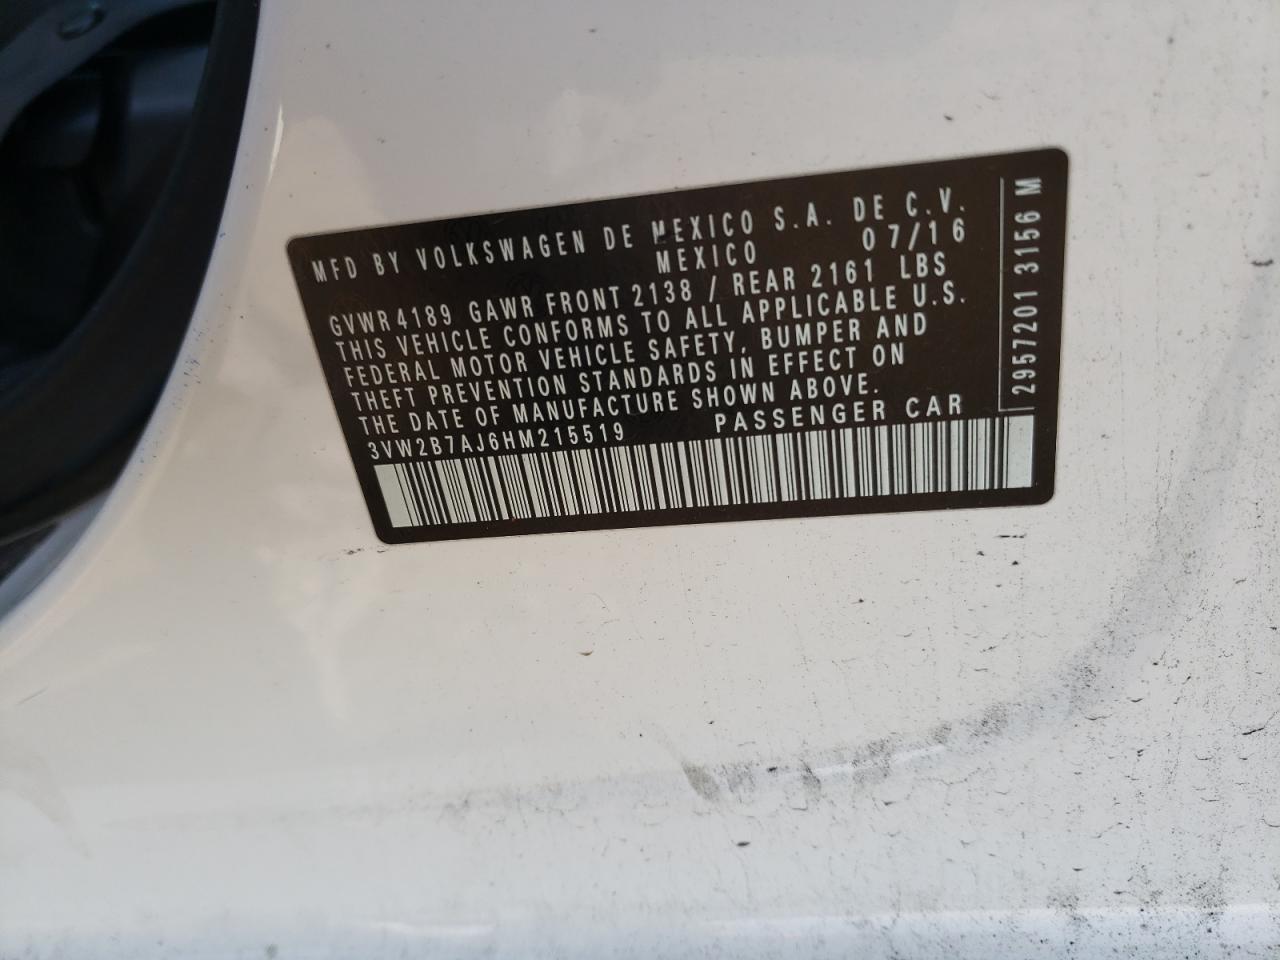 MFD BY VOLKSWAGEN DE MEXICO S.A. DE C.V.
MEXICO 07/16
GVWR 4189 GAWR FRONT 2138 / REAR 2161 LBS
THIS VEHICLE CONFORMS TO ALL APPLICABLE U.S.
FEDERAL MOTOR VEHICLE SAFETY, BUMPER AND
THEFT PREVENTION STANDARDS IN EFFECT ON
THE DATE OF MANUFACTURE SHOWN ABOVE.
3VW2B7AJ6HM215519 PASSENGER CAR
2957201 3156 M